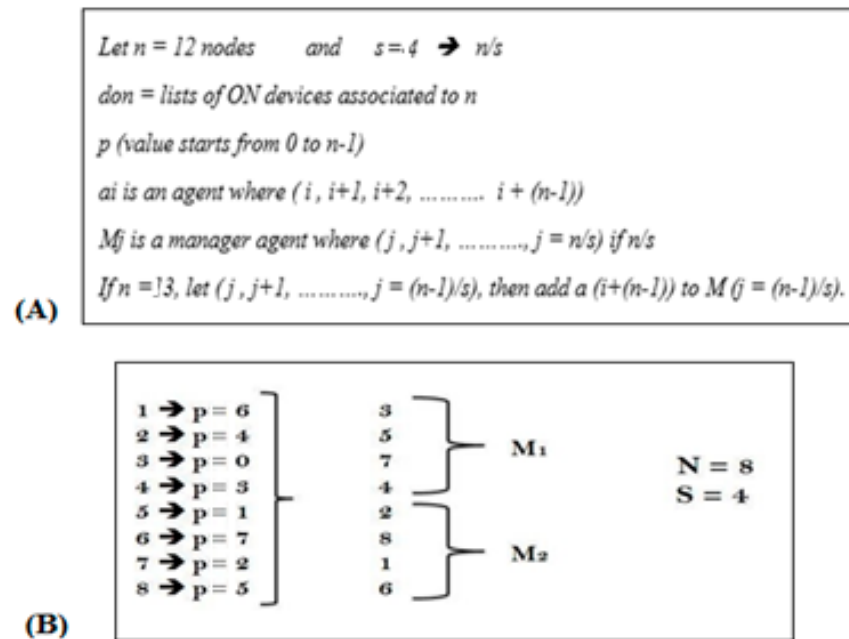 Let n = 12 nodes and s = 4 ➔ n/s
don = lists of ON devices associated to n
p (value starts from 0 to n-1)
ai is an agent where ( i , i+1, i+2, ………. i + (n-1))
Mj is a manager agent where (j , j+1, ………., j = n/s) if n/s
If n =13, let (j , j+1, ………., j = (n-1)/s), then add a (i+(n-1)) to M (j = (n-1)/s).
(A)
1 ➔ p = 6
2 ➔ p = 4
3 ➔ p = 0
4 ➔ p = 3
5 ➔ p = 1
6 ➔ p = 7
7 ➔ p = 2
8 ➔ p = 5
3
5
7
4
2
8
1
6
M1
M2
N = 8
S = 4
(B)